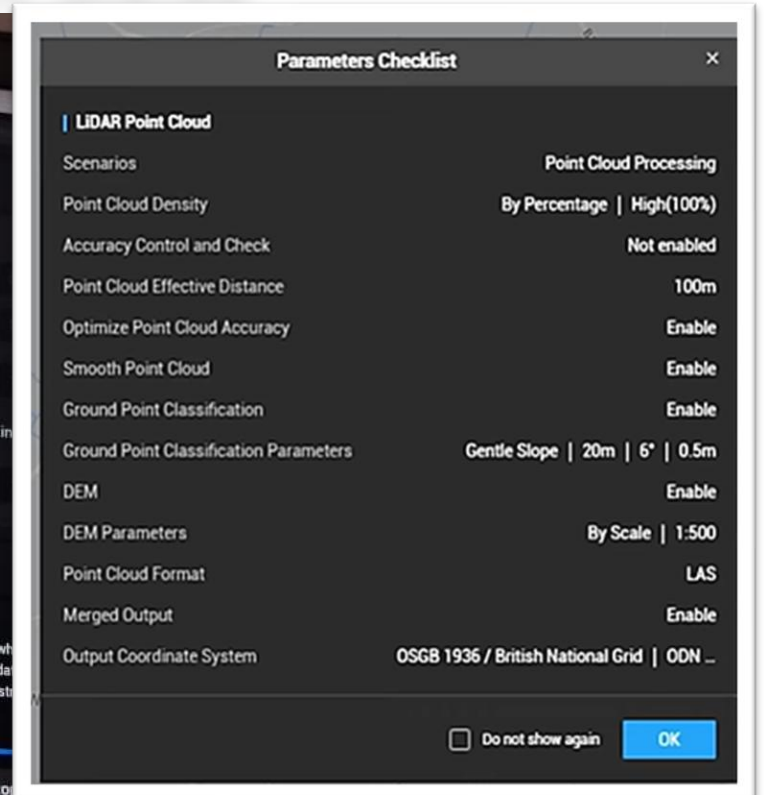 Parameters Checklist ×
LiDAR Point Cloud
Scenarios Point Cloud Processing
Point Cloud Density By Percentage | High(100%)
Accuracy Control and Check Not enabled
Point Cloud Effective Distance 100m
Optimize Point Cloud Accuracy Enable
Smooth Point Cloud Enable
Ground Point Classification Enable
Ground Point Classification Parameters Gentle Slope | 20m | 6° | 0.5m
DEM Enable
DEM Parameters By Scale | 1:500
Point Cloud Format LAS
Merged Output Enable
Output Coordinate System OSGB 1936 / British National Grid | ODN ...
Do not show again OK